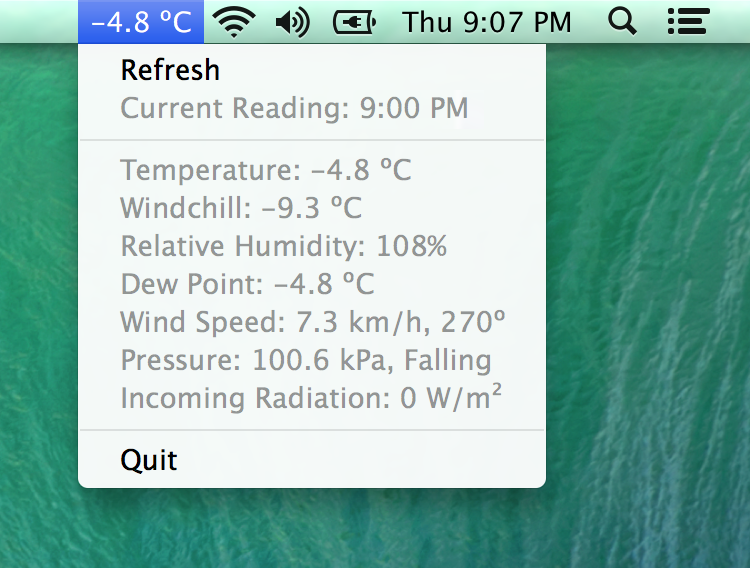 −4.8 ºC Thu 9:07 PM
Refresh
Current Reading: 9:00 PM
Temperature: −4.8 ºC
Windchill: −9.3 ºC
Relative Humidity: 108%
Dew Point: −4.8 ºC
Wind Speed: 7.3 km/h, 270º
Pressure: 100.6 kPa, Falling
Incoming Radiation: 0 W/m²
Quit